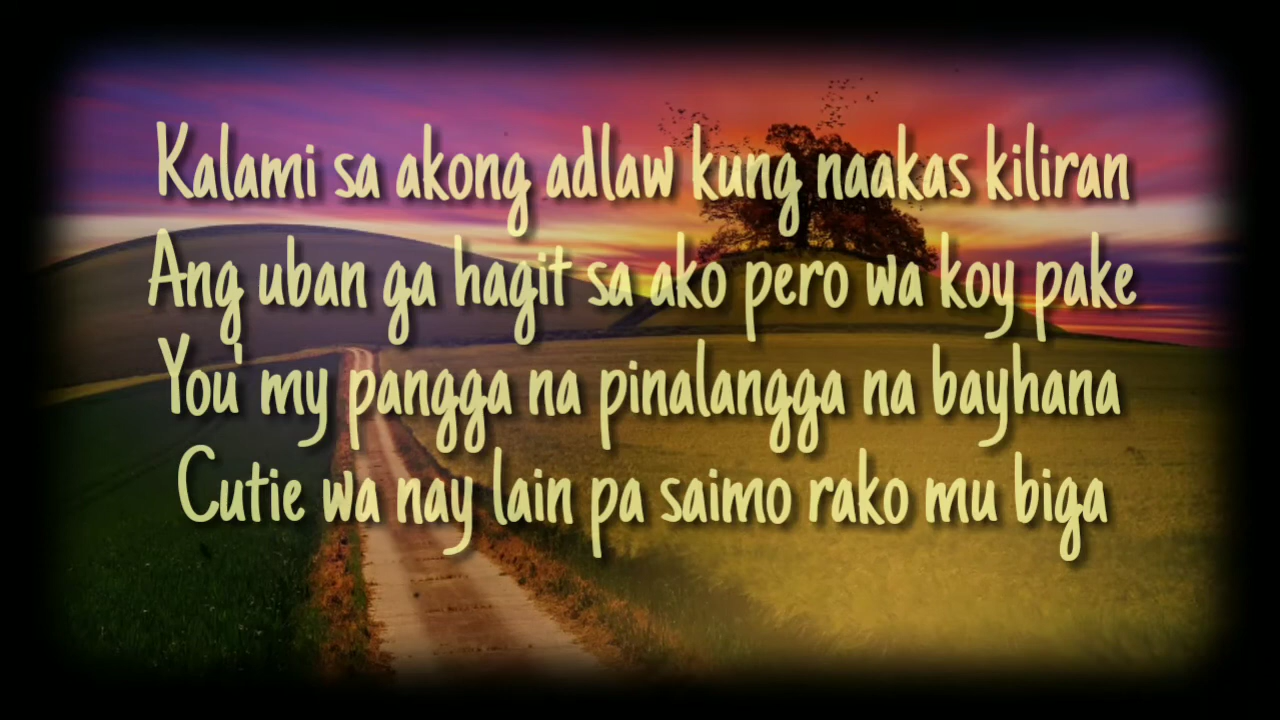 Kalami sa akong adlaw kung naakas kiliran
Ang uban ga hagit sa ako pero wa koy pake
You my pangga na pinalangga na bayhana
Cutie wa nay lain pa saimo rako mu biga